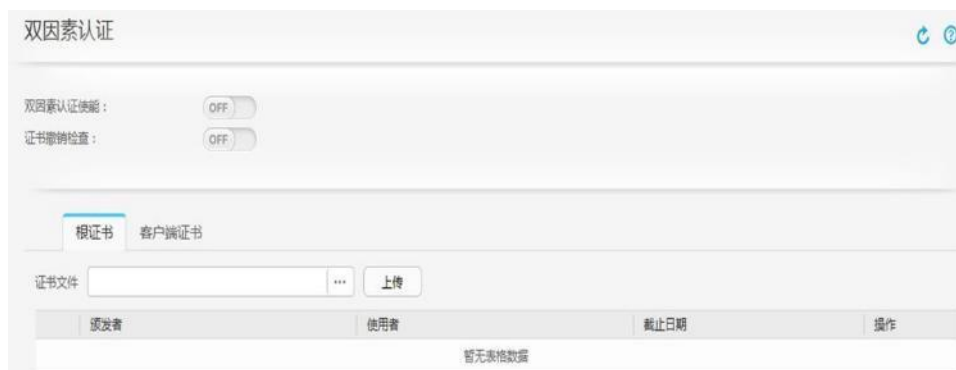 双因素认证
双因素认证使能：
OFF
证书撤销检查：
OFF
根证书 客户端证书
证书文件 ... 上传
颁发者 使用者 截止日期 操作
暂无表格数据